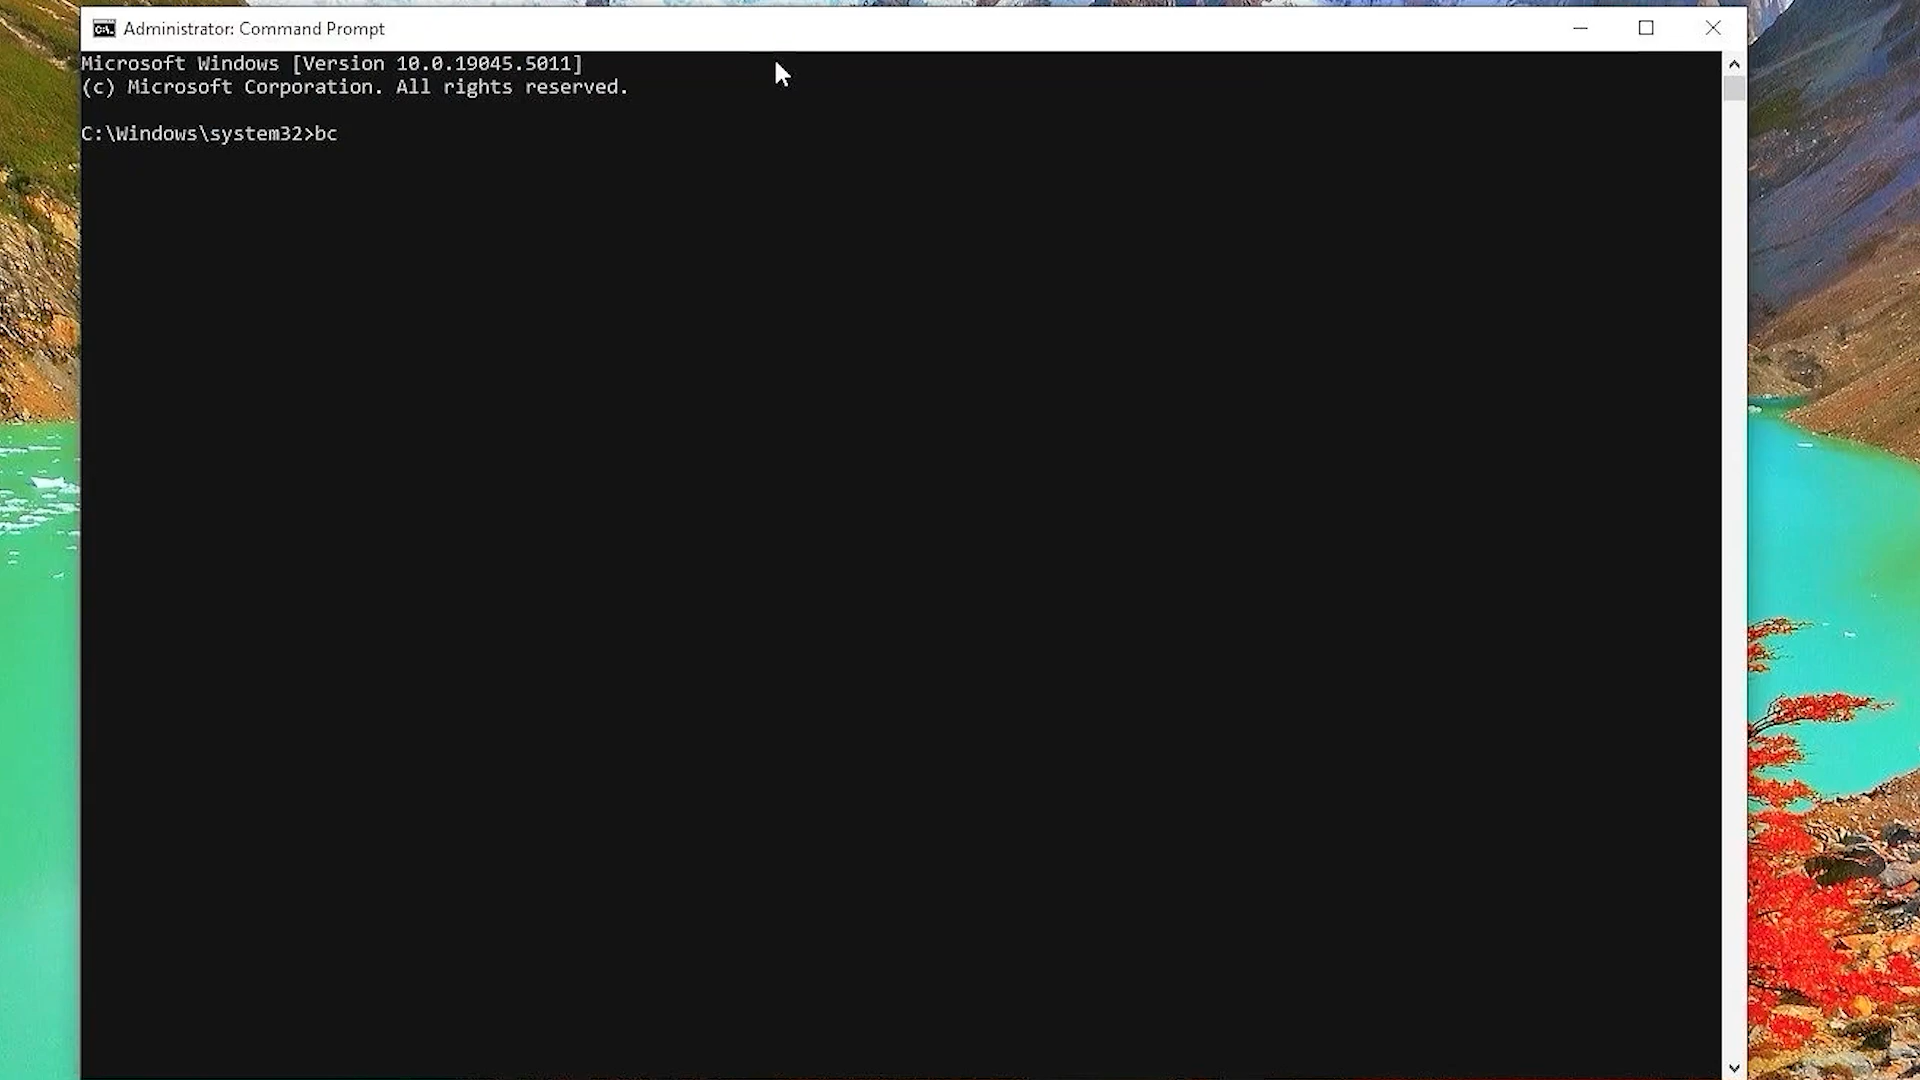 Administrator: Command Prompt
Microsoft Windows [Version 10.0.19045.5011]
(c) Microsoft Corporation. All rights reserved.
C:\Windows\system32>bc